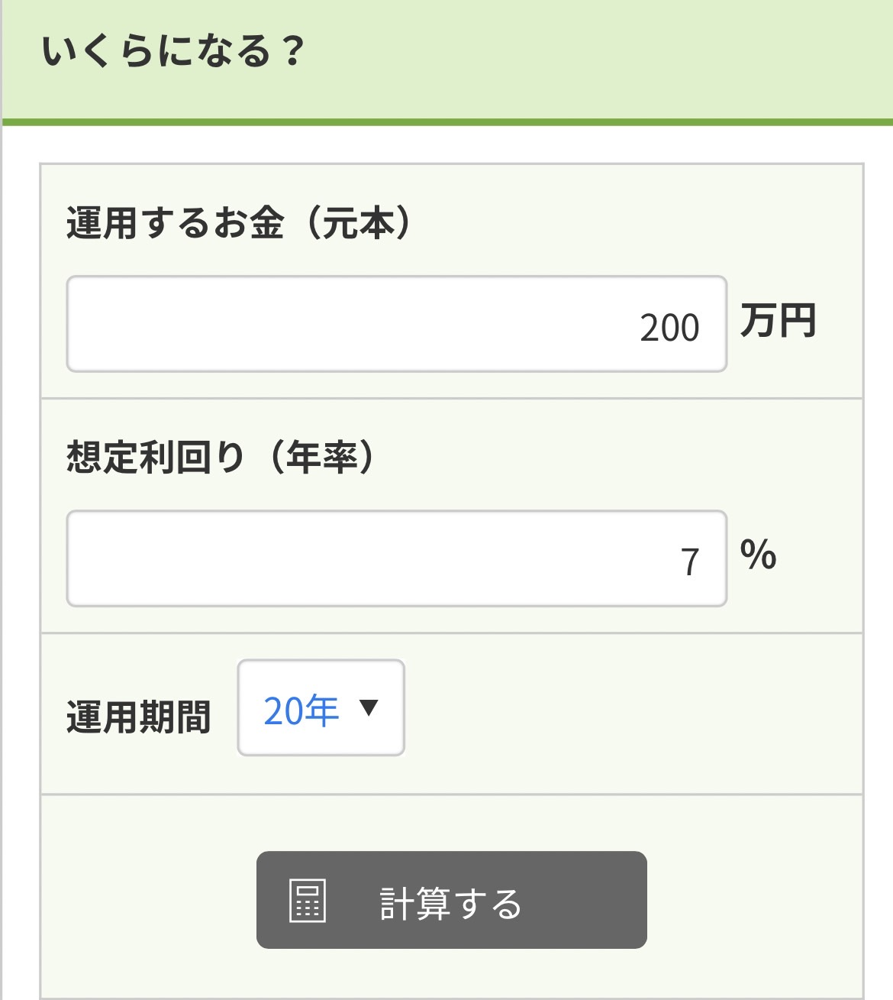 いくらになる？
運用するお金（元本）
200 万円
想定利回り（年率）
7 %
運用期間 20年 ▼
計算する